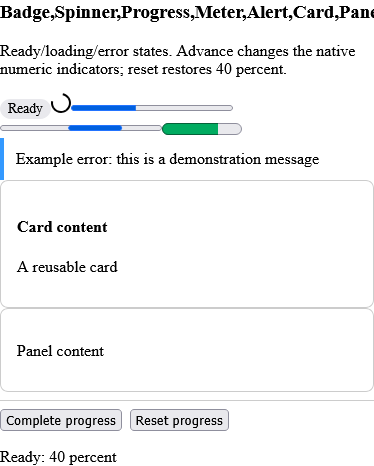 Badge,Spinner,Progress,Meter,Alert,Card,Pane
Ready/loading/error states. Advance changes the native
numeric indicators; reset restores 40 percent.
Ready
Example error: this is a demonstration message
Card content
A reusable card
Panel content
Complete progress Reset progress
Ready: 40 percent